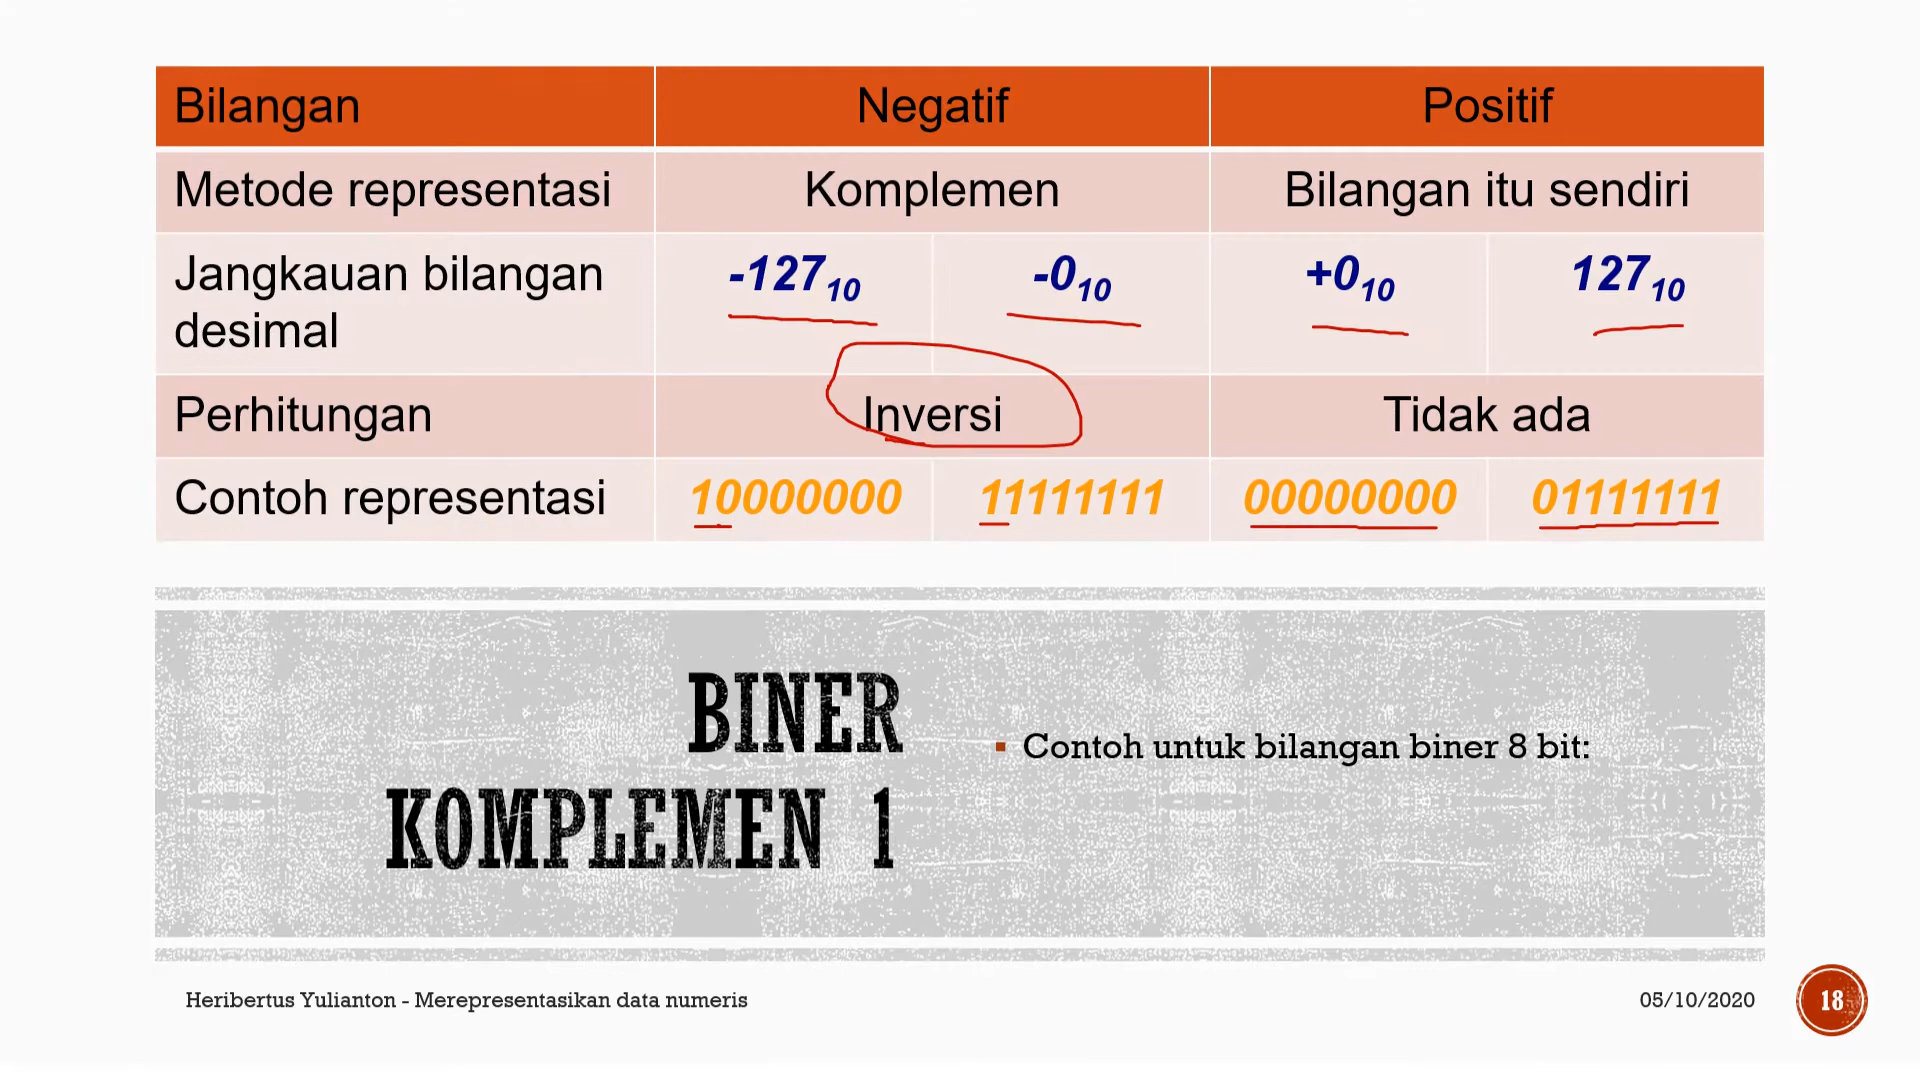 Bilangan Negatif Positif
Metode representasi Komplemen Bilangan itu sendiri
Jangkauan bilangan desimal -127₁₀ -0₁₀ +0₁₀ 127₁₀
Perhitungan Inversi Tidak ada
Contoh representasi 10000000 11111111 00000000 01111111
BINER
KOMPLEMEN 1
▪ Contoh untuk bilangan biner 8 bit:
Heribertus Yulianton - Merepresentasikan data numeris
05/10/2020
18